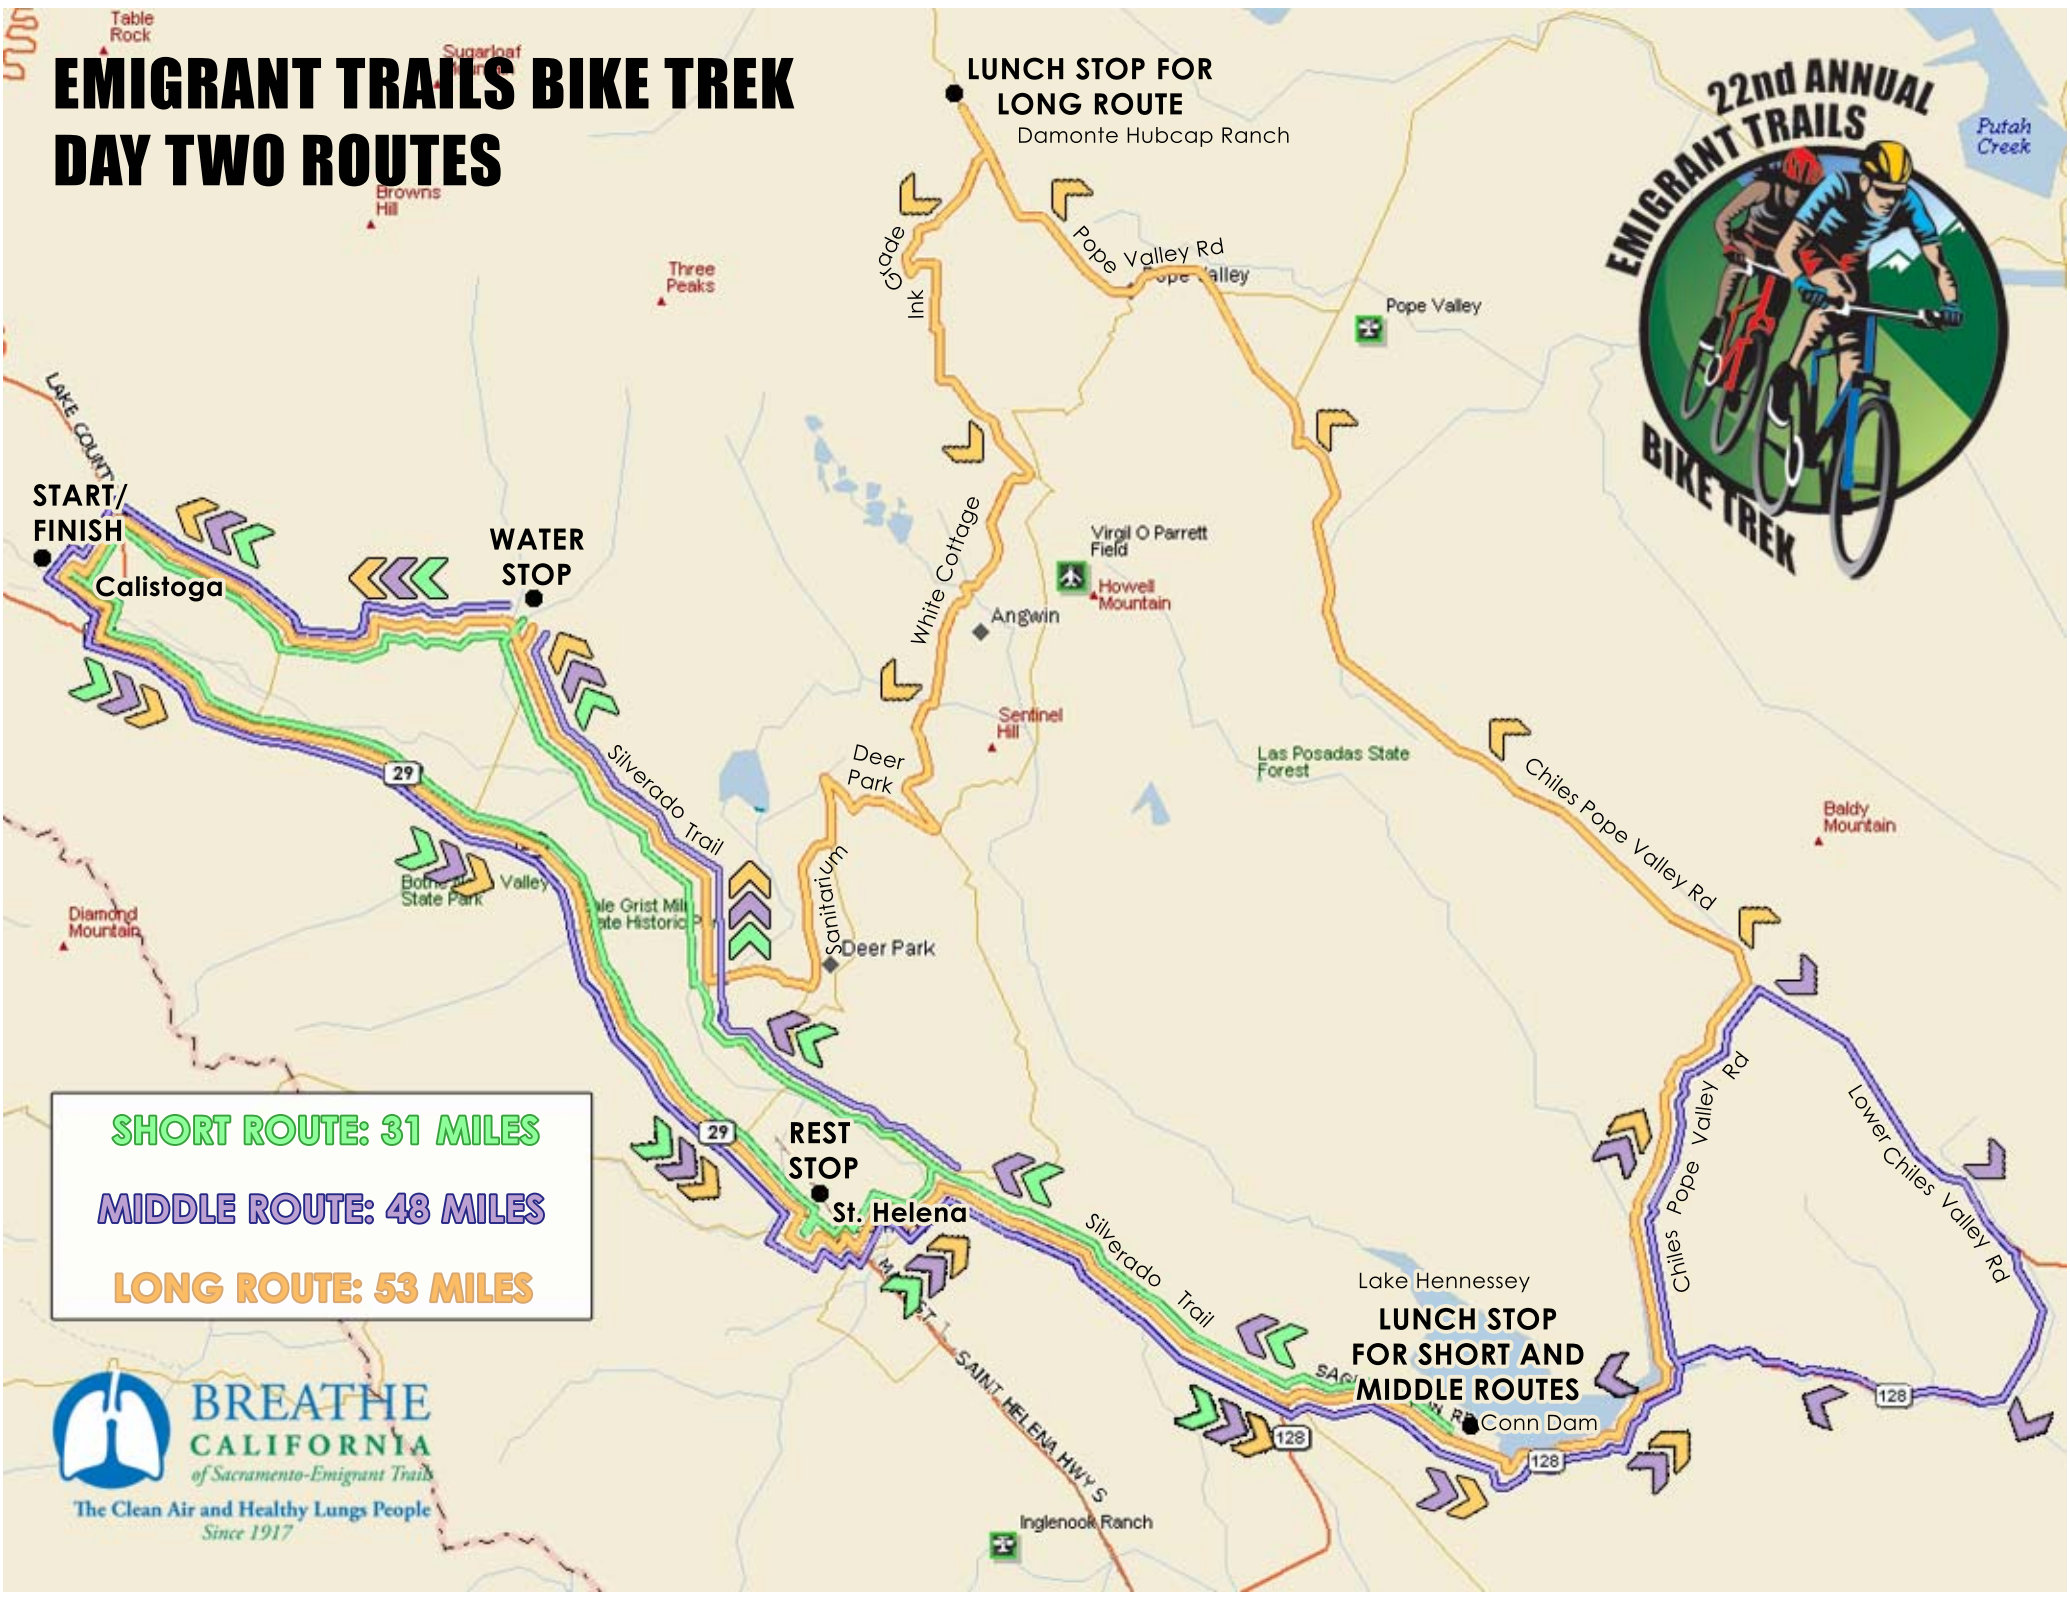 Table
Rock
Sugarloaf
EMIGRANT TRAILS BIKE TREK
DAY TWO ROUTES
Browns
Hill
Three
Peaks
LUNCH STOP FOR
LONG ROUTE
Damonte Hubcap Ranch
22nd ANNUAL
EMIGRANT TRAILS
BIKE TREK
Putah
Creek
Grade
Ink
Pope Valley Rd
Pope Valley
Pope Valley
LAKE COUNTY
START/
FINISH
Calistoga
WATER
STOP
White Cottage
Virgil O Parrett
Field
Howell
Mountain
Angwin
Sentinel
Hill
Las Posadas State
Forest
Deer
Park
Silverado Trail
29
Chiles Pope Valley Rd
Baldy
Mountain
Sanitarium
Deer Park
Valley
State Park
Grist Mill
Historic
Diamond
Mountain
Chiles Pope Valley Rd
Lower Chiles Valley Rd
SHORT ROUTE: 31 MILES
MIDDLE ROUTE: 48 MILES
LONG ROUTE: 53 MILES
29
REST
STOP
St. Helena
Silverado Trail
Lake Hennessey
LUNCH STOP
FOR SHORT AND
MIDDLE ROUTES
Conn Dam
128
128
128
SAINT HELENA HWY S
Inglenook Ranch
BREATHE
CALIFORNIA
of Sacramento-Emigrant Trails
The Clean Air and Healthy Lungs People
Since 1917